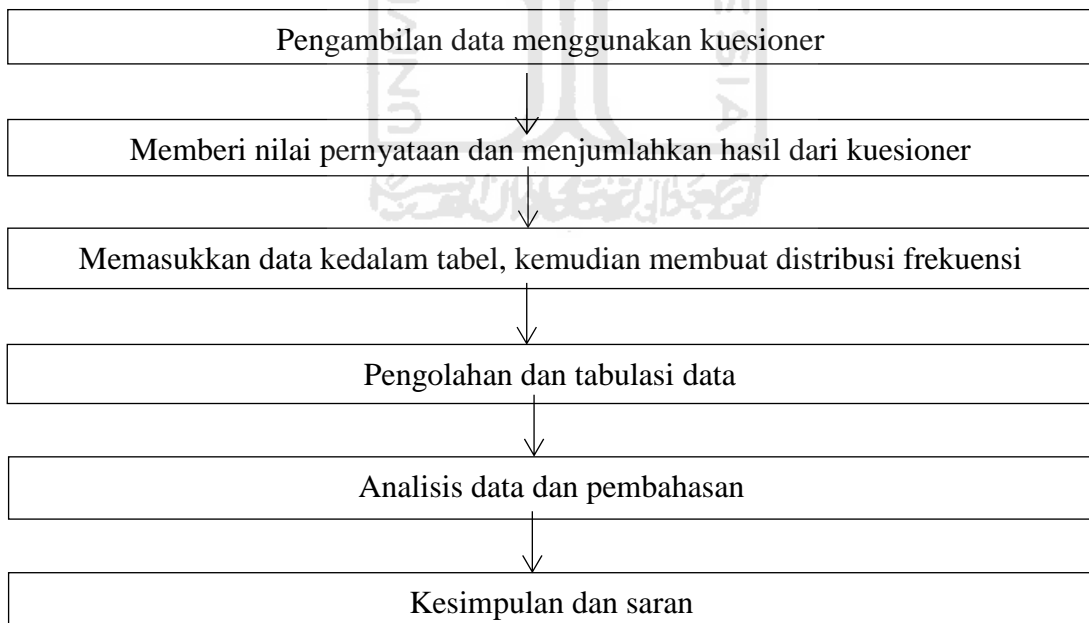 Pengambilan data menggunakan kuesioner
Memberi nilai pernyataan dan menjumlahkan hasil dari kuesioner
Memasukkan data kedalam tabel, kemudian membuat distribusi frekuensi
Pengolahan dan tabulasi data
Analisis data dan pembahasan
Kesimpulan dan saran